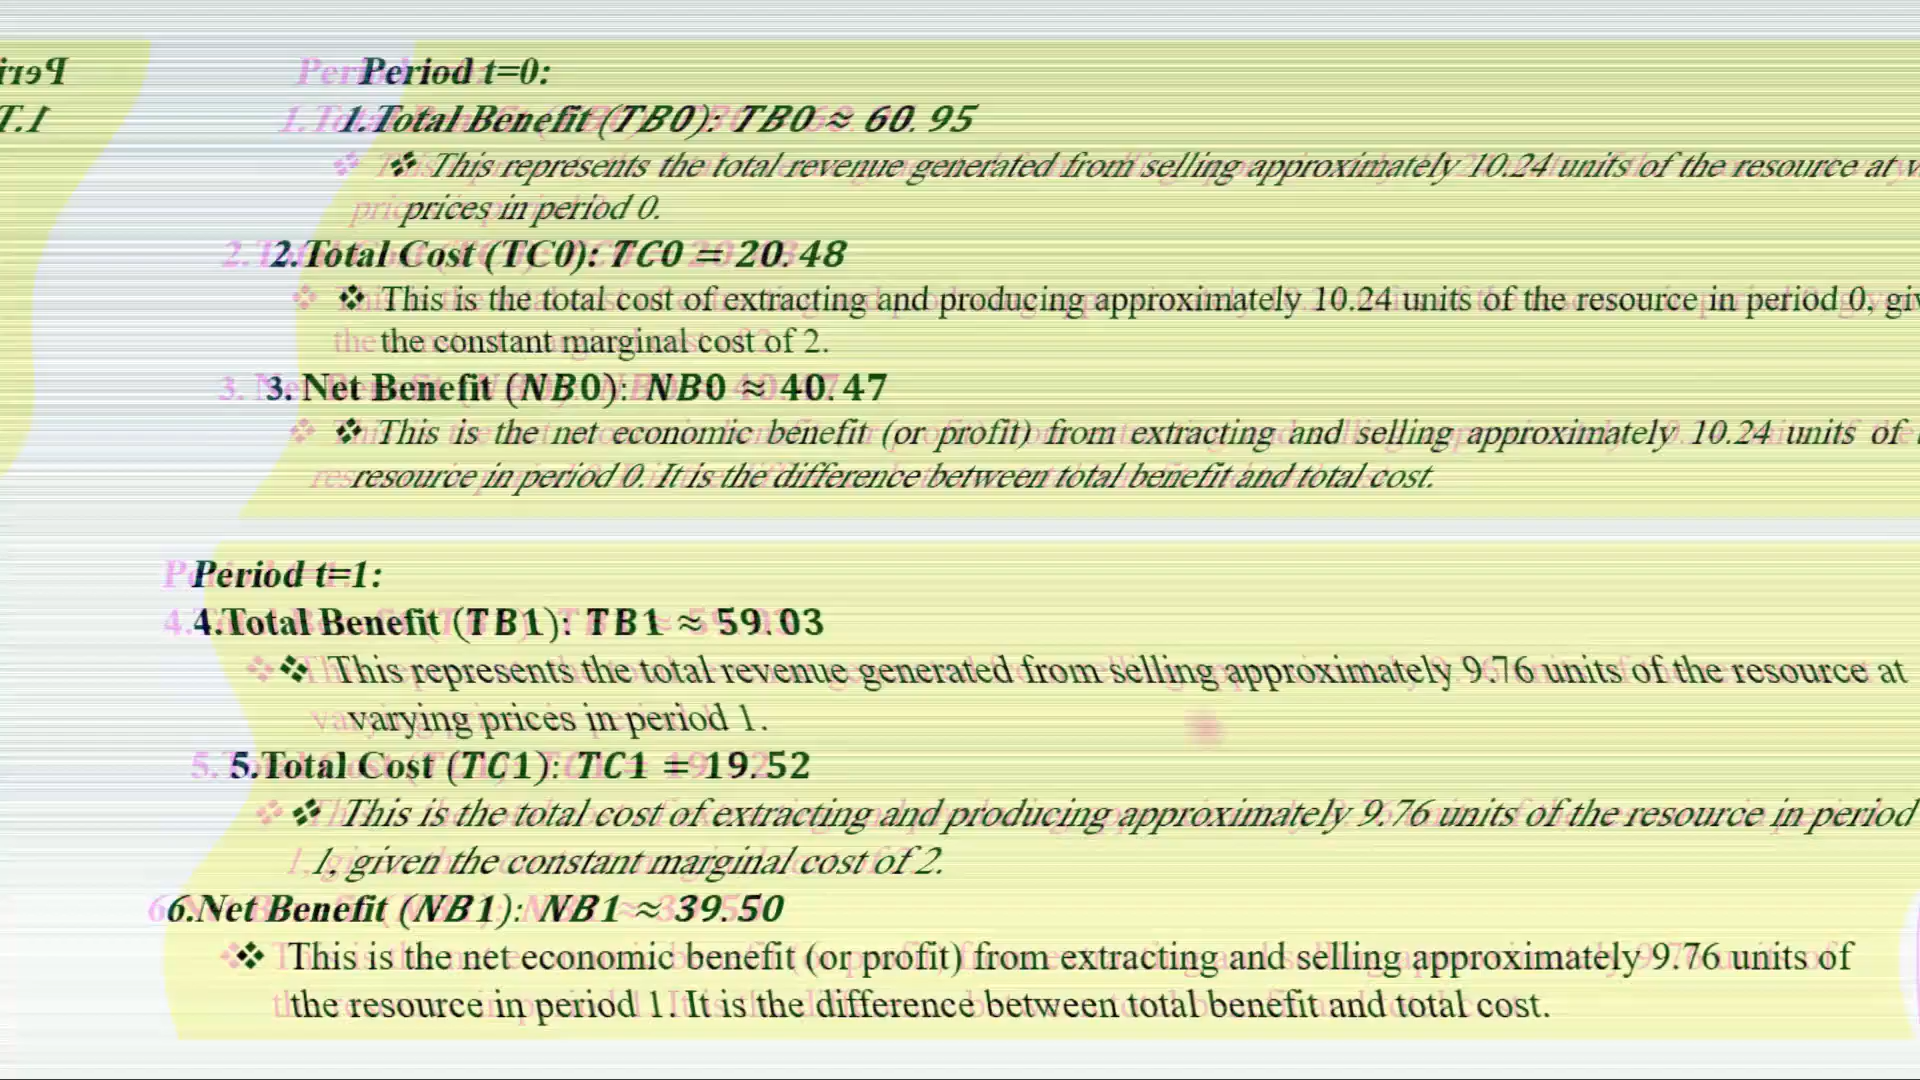 Period t=0:
1.Total Benefit (TB0): TB0 ≈ 60.95
❖ This represents the total revenue generated from selling approximately 10.24 units of the resource at
prices in period 0.
2.Total Cost (TC0): TC0 = 20.48
❖ This is the total cost of extracting and producing approximately 10.24 units of the resource in period 0,
the constant marginal cost of 2.
3. Net Benefit (NB0): NB0 ≈ 40.47
❖ This is the net economic benefit (or profit) from extracting and selling approximately 10.24 units of
resource in period 0. It is the difference between total benefit and total cost.
Period t=1:
4.Total Benefit (TB1): TB1 ≈ 59.03
❖ This represents the total revenue generated from selling approximately 9.76 units of the resource at
varying prices in period 1.
5.Total Cost (TC1): TC1 = 19.52
❖ This is the total cost of extracting and producing approximately 9.76 units of the resource in period
1, given the constant marginal cost of 2.
6.Net Benefit (NB1): NB1 ≈ 39.50
❖ This is the net economic benefit (or profit) from extracting and selling approximately 9.76 units of
the resource in period 1. It is the difference between total benefit and total cost.